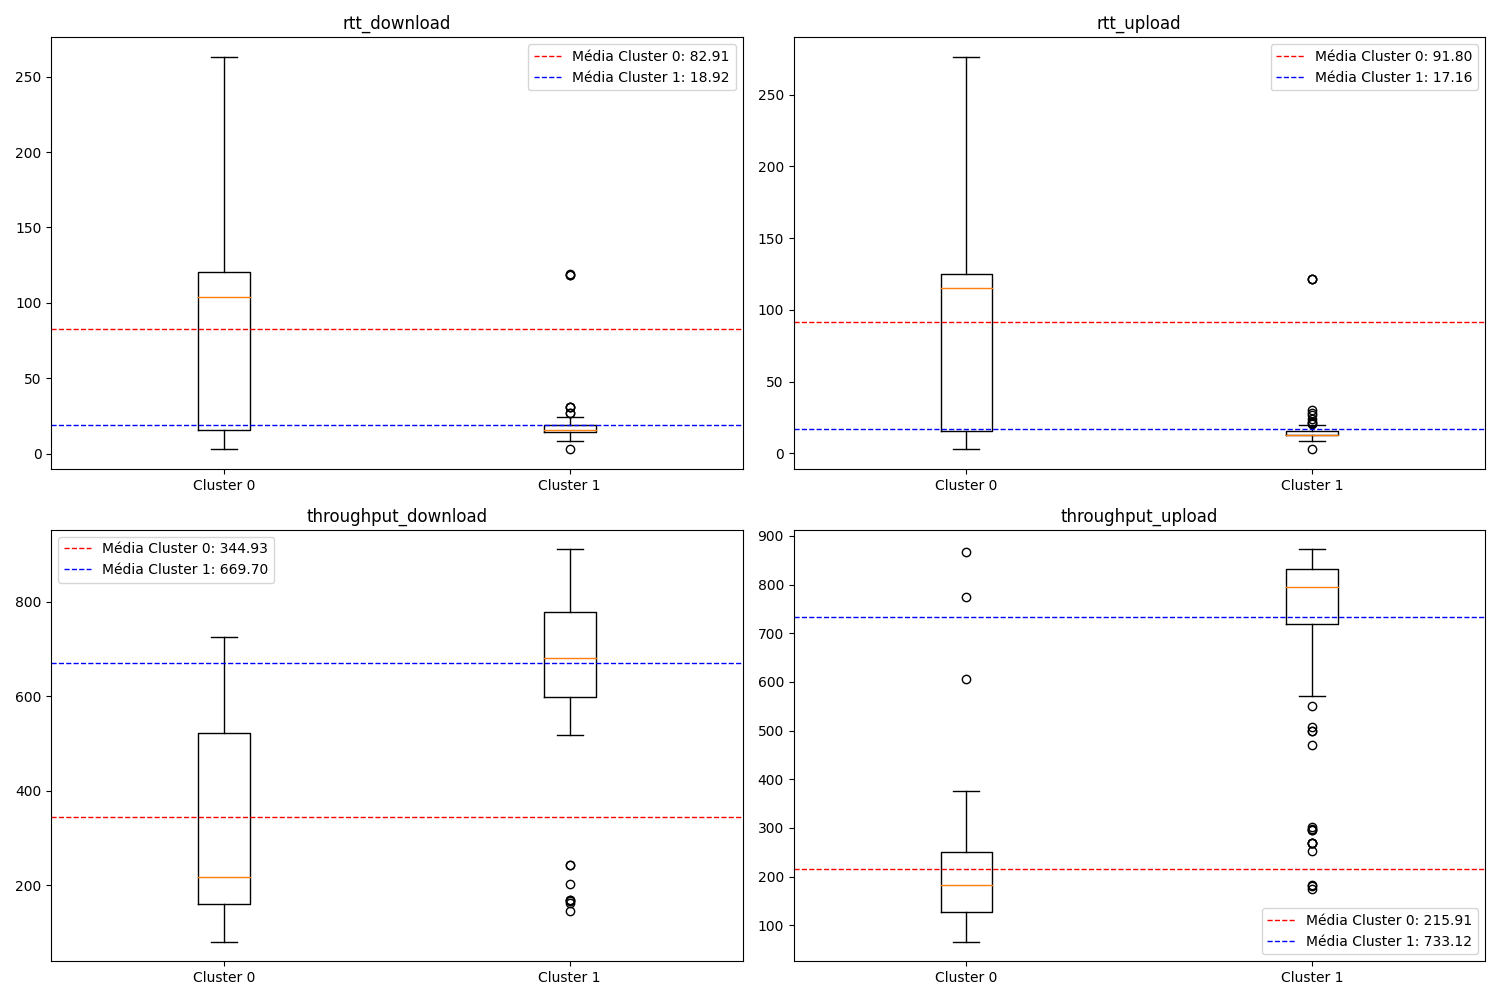 rtt_download
Média Cluster 0: 82.91
Média Cluster 1: 18.92
250
200
150
100
50
0
Cluster 0
Cluster 1
rtt_upload
Média Cluster 0: 91.80
Média Cluster 1: 17.16
250
200
150
100
50
0
Cluster 0
Cluster 1
throughput_download
Média Cluster 0: 344.93
Média Cluster 1: 669.70
800
600
400
200
Cluster 0
Cluster 1
throughput_upload
900
800
700
600
500
400
300
200
100
Média Cluster 0: 215.91
Média Cluster 1: 733.12
Cluster 0
Cluster 1